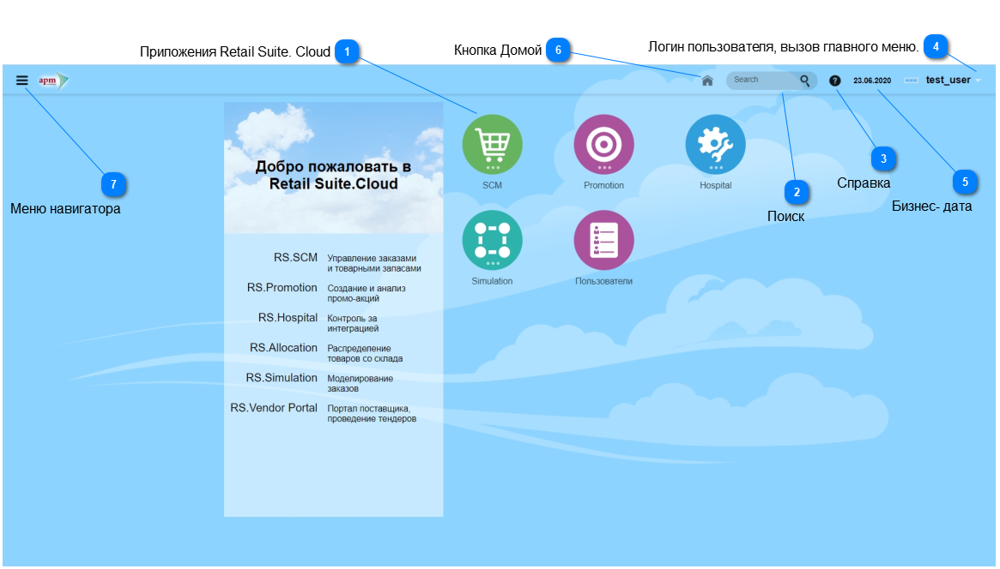 Приложения Retail Suite. Cloud 1
Кнопка Домой 6
Логин пользователя, вызов главного меню. 4
apm
Search
?
23.06.2020
test_user
Добро пожаловать в
Retail Suite.Cloud
SCM
Promotion
Hospital
3
Справка
7
Меню навигатора
2
Поиск
5
Бизнес- дата
Simulation
Пользователи
RS.SCM Управление заказами
и товарными запасами
RS.Promotion Создание и анализ
промо-акций
RS.Hospital Контроль за
интеграцией
RS.Allocation Распределение
товаров со склада
RS.Simulation Моделирование
заказов
RS.Vendor Portal Портал поставщика,
проведение тендеров